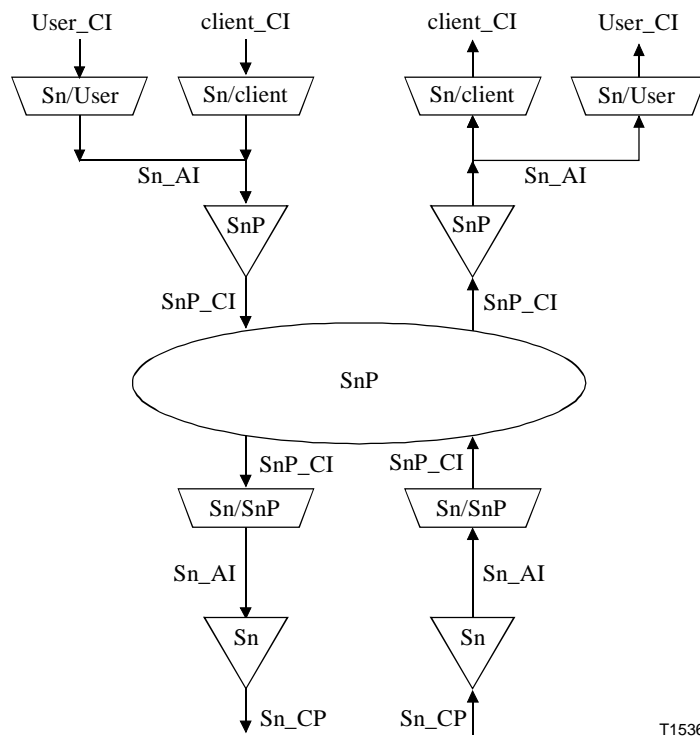 User_CI client_CI client_CI User_CI
Sn/User Sn/client Sn/client Sn/User
Sn_AI Sn_AI
SnP SnP
SnP_CI SnP_CI
SnP
SnP_CI SnP_CI
Sn/SnP Sn/SnP
Sn_AI Sn_AI
Sn Sn
Sn_CP Sn_CP
T1536